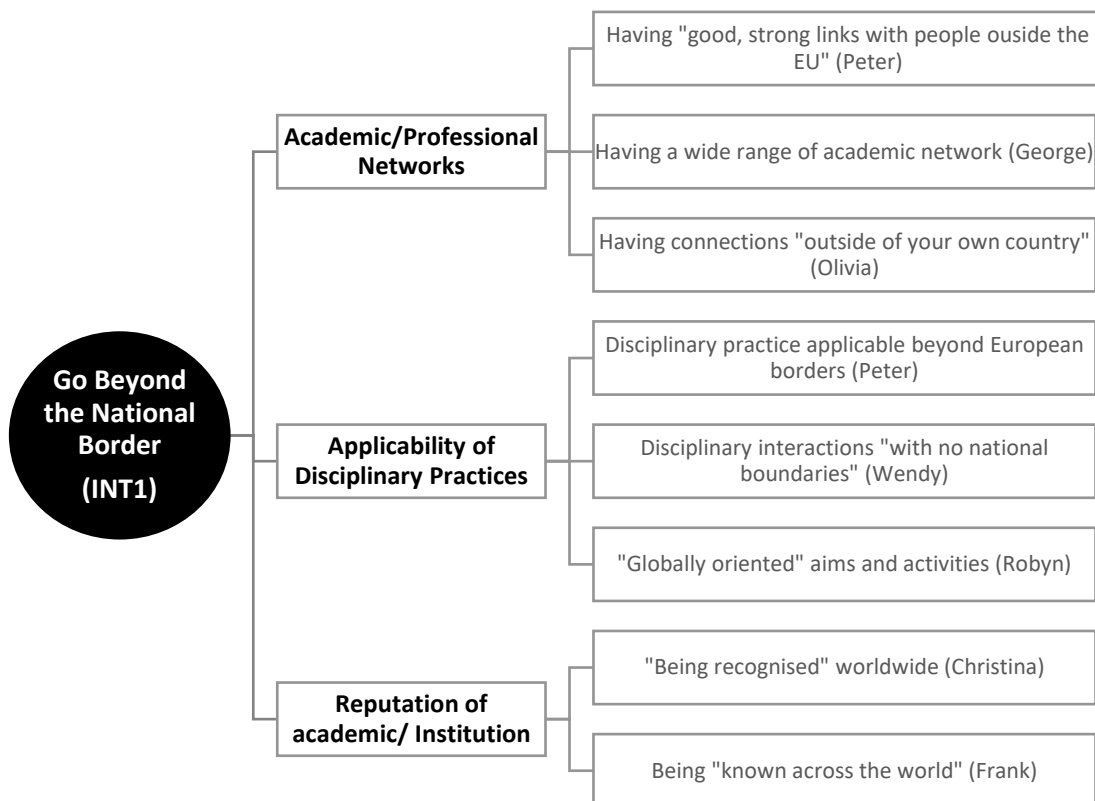 Go Beyond
the National
Border
(INT1)
Academic/Professional
Networks
Having "good, strong links with people ouside the
EU" (Peter)
Having a wide range of academic network (George)
Having connections "outside of your own country"
(Olivia)
Applicability of
Disciplinary Practices
Disciplinary practice applicable beyond European
borders (Peter)
Disciplinary interactions "with no national
boundaries" (Wendy)
"Globally oriented" aims and activities (Robyn)
Reputation of
academic/ Institution
"Being recognised" worldwide (Christina)
Being "known across the world" (Frank)